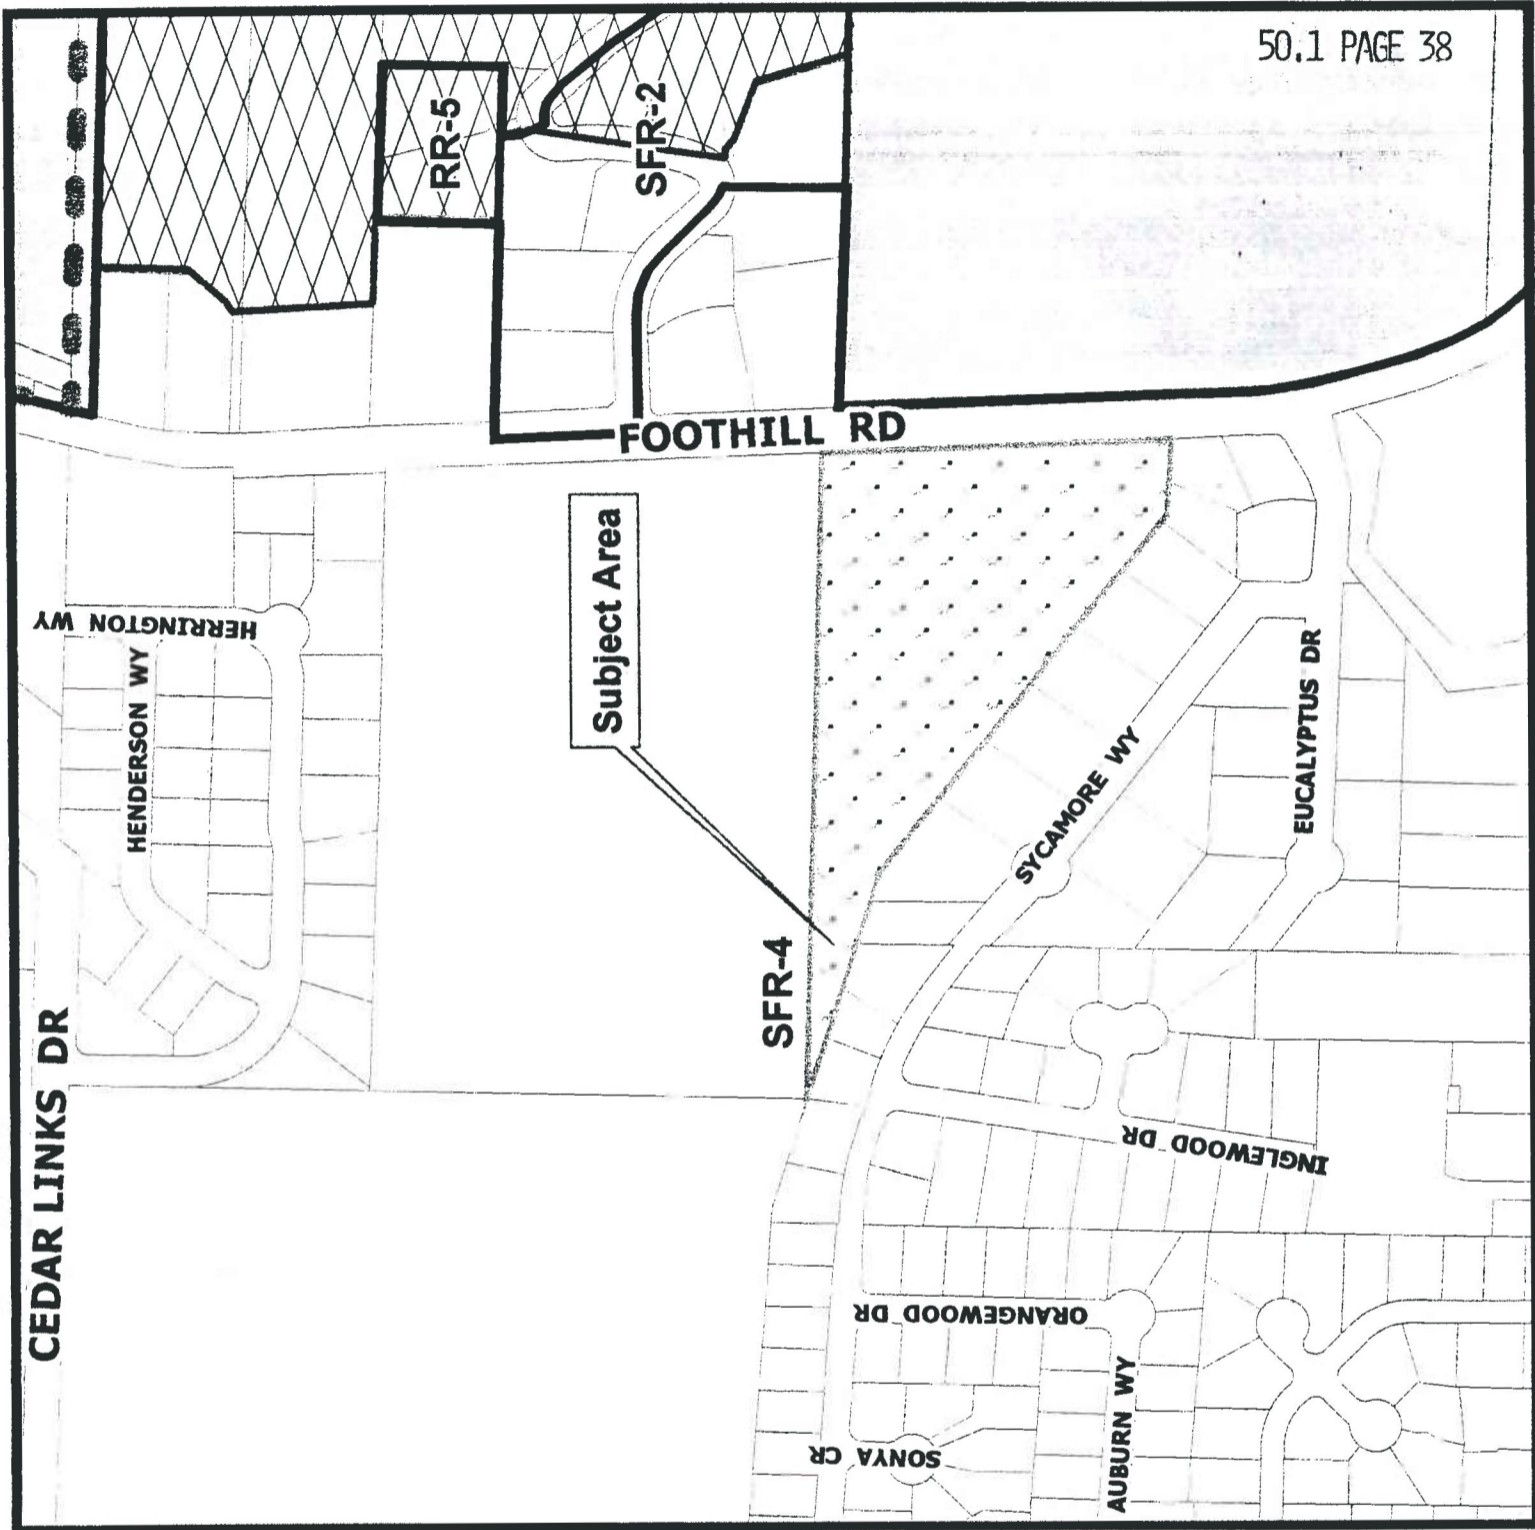 50.1 PAGE 38
RR-5
SFR-2
FOOTHILL RD
Subject Area
HERRINGTON WY
HENDERSON WY
SYCAMORE WY
EUCALYPTUS DR
SFR-4
CEDAR LINKS DR
INGLEWOOD DR
ORANGEWOOD DR
AUBURN WY
SONYA CR